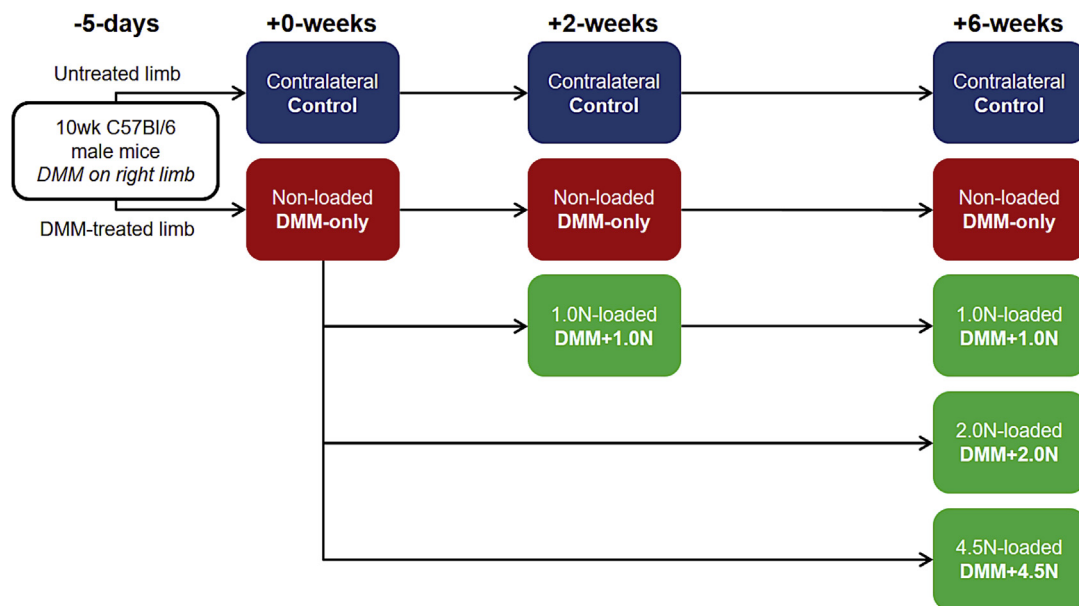 -5-days
+0-weeks
+2-weeks
+6-weeks
Untreated limb
10wk C57Bl/6
male mice
DMM on right limb
DMM-treated limb
Contralateral
Control
Contralateral
Control
Contralateral
Control
Non-loaded
DMM-only
Non-loaded
DMM-only
Non-loaded
DMM-only
1.0N-loaded
DMM+1.0N
1.0N-loaded
DMM+1.0N
2.0N-loaded
DMM+2.0N
4.5N-loaded
DMM+4.5N